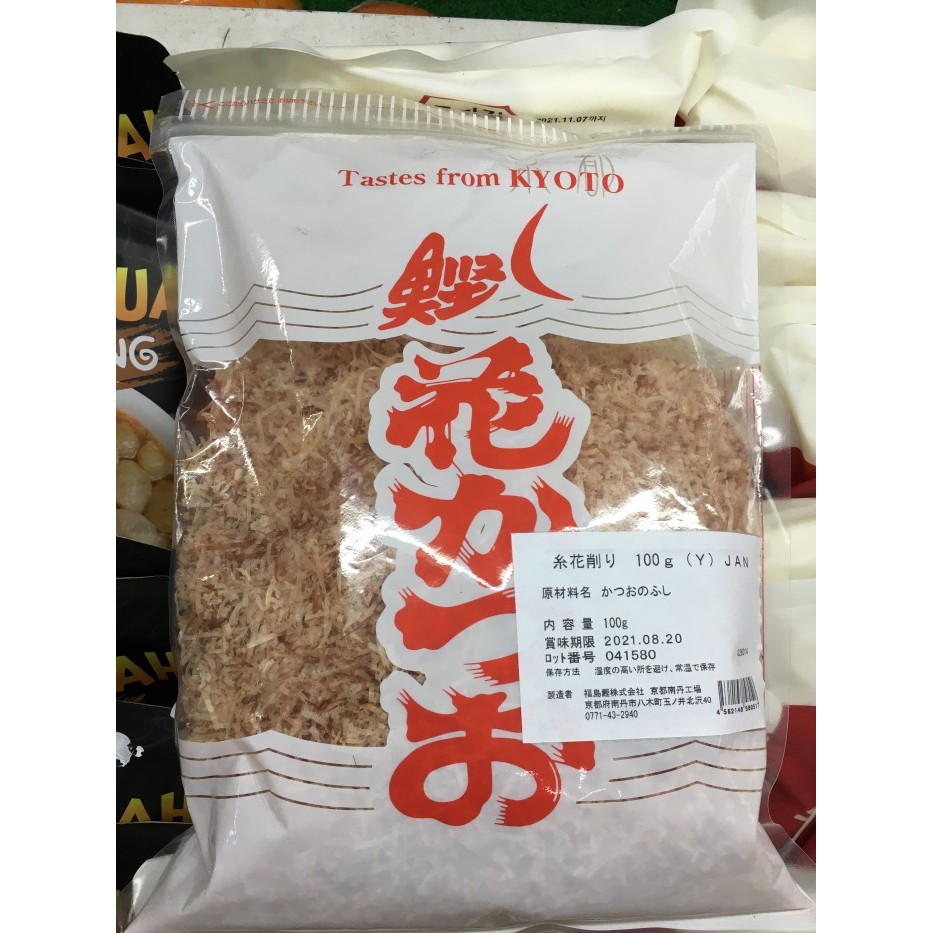 2021.11.07까지
Tastes from KYOTO
鰹
花かつお
糸花削り 100g (Y) JAN
原材料名 かつおのふし
内容量 100g
賞味期限 2021.08.20
ロット番号 041580
保存方法 湿度の高い所を避け、常温で保存
製造者 福島鰹株式会社 京都南丹工場
京都府南丹市八木町玉ノ井北沢40
0771-43-2940
AH
UA
NG
AH
AH